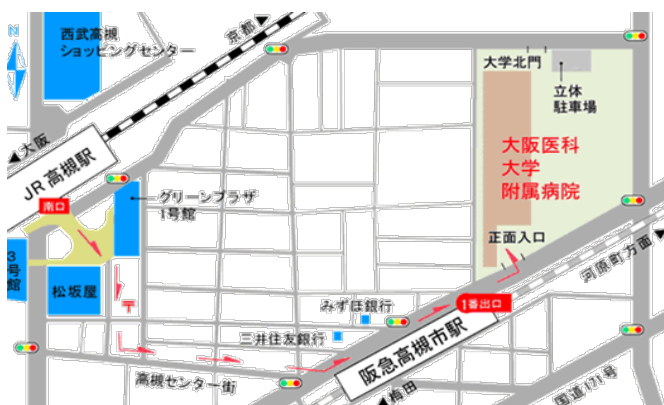 N
西武高槻
ショッピングセンター
京都▶
大学北門
立体
駐車場
◀大阪
JR高槻駅
大阪医科
大学
附属病院
南口
グリーンプラザ
1号館
正面入口
河原町方面▶
3号館
松坂屋
〒
みずほ銀行
1番出口
三井住友銀行
阪急高槻市駅
高槻センター街
◀梅田
国道171号